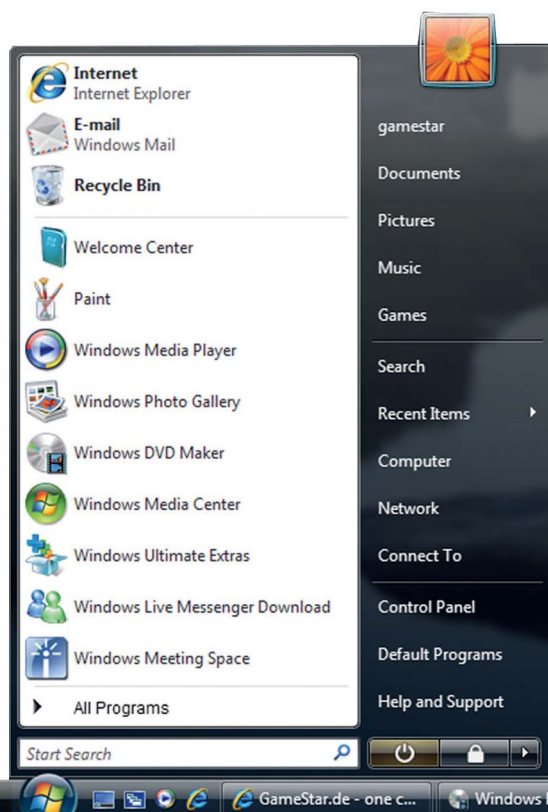 Internet
Internet Explorer
E-mail
Windows Mail
Recycle Bin
Welcome Center
Paint
Windows Media Player
Windows Photo Gallery
Windows DVD Maker
Windows Media Center
Windows Ultimate Extras
Windows Live Messenger Download
Windows Meeting Space
All Programs
Start Search
gamestar
Documents
Pictures
Music
Games
Search
Recent Items
Computer
Network
Connect To
Control Panel
Default Programs
Help and Support
GameStar.de - one c...
Windows